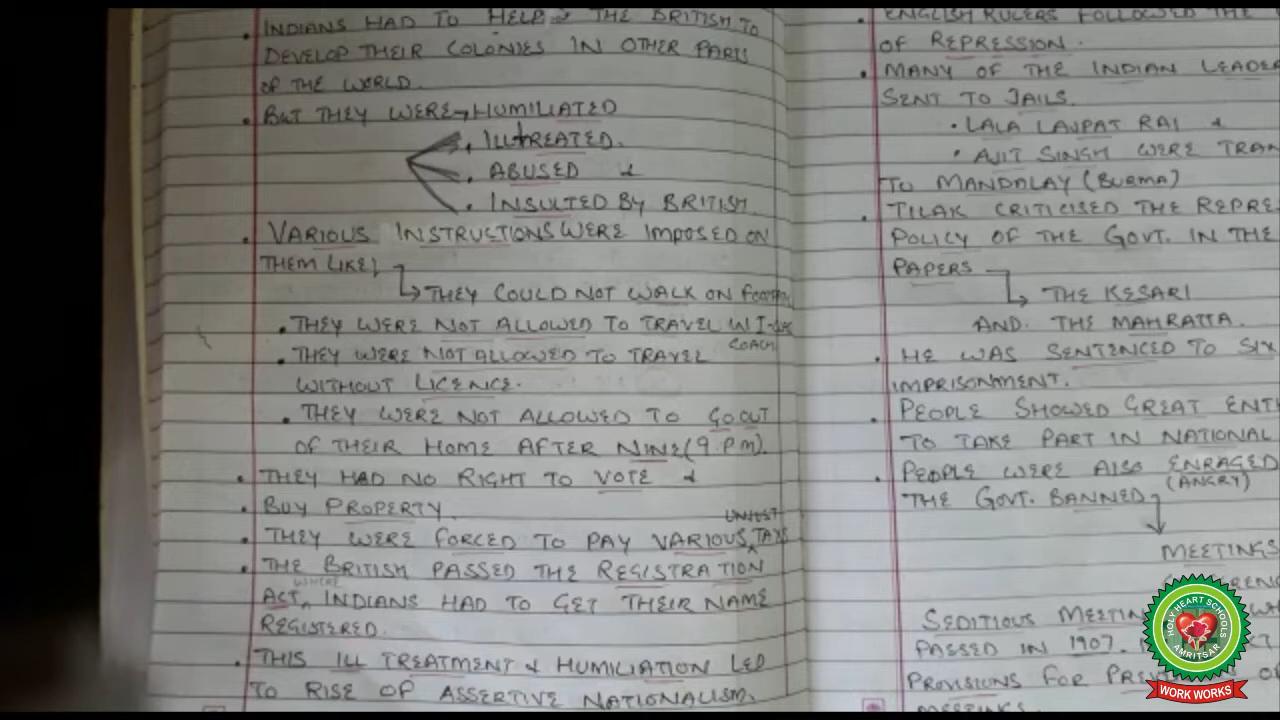 • INDIANS HAD TO HELP THE BRITISH TO
DEVELOP THEIR COLONIES IN OTHER PARTS
OF THE WORLD.
• BUT THEY WERE → HUMILIATED
• ILLTREATED.
• ABUSED &
• INSULTED BY BRITISH
• VARIOUS INSTRUCTIONS WERE IMPOSED ON
THEM LIKE;
→ THEY COULD NOT WALK ON
• THEY WERE NOT ALLOWED TO TRAVEL
COACH
• THEY WERE NOT ALLOWED TO TRAVEL
WITHOUT LICENCE.
• THEY WERE NOT ALLOWED TO GO OUT
OF THEIR HOME AFTER NINE (9 P.M).
• THEY HAD NO RIGHT TO VOTE &
• BUY PROPERTY.
UNJUST
• THEY WERE FORCED TO PAY VARIOUS
• THE BRITISH PASSED THE REGISTRATION
WHERE
ACT, INDIANS HAD TO GET THEIR NAME
REGISTERED.
• THIS ILL TREATMENT & HUMILIATION LED
TO RISE OF ASSERTIVE NATIONALISM.
• ENGLISH RULERS FOLLOWED THE
OF REPRESSION.
• MANY OF THE INDIAN LEADE
SENT TO JAILS.
• LALA LAJPAT RAI &
• AJIT SINGH WERE TRAN
TO MANDALAY (BURMA)
• TILAK CRITICISED THE REPRE
POLICY OF THE GOVT. IN THE
PAPERS
→ THE KESARI
AND. THE MAHRATTA.
• HE WAS SENTENCED TO SIX
IMPRISONMENT.
• PEOPLE SHOWED GREAT ENT
TO TAKE PART IN NATIONAL
• PEOPLE WERE ALSO ENRAGED
(ANGRY)
THE GOVT. BANNED
MEETINGS
SEDITIOUS MEETIN
PASSED IN 1907.
PROVISIONS FOR
MEETINGS.
HOLY HEART SCHOOLS
AMRITSAR
WORK WORKS